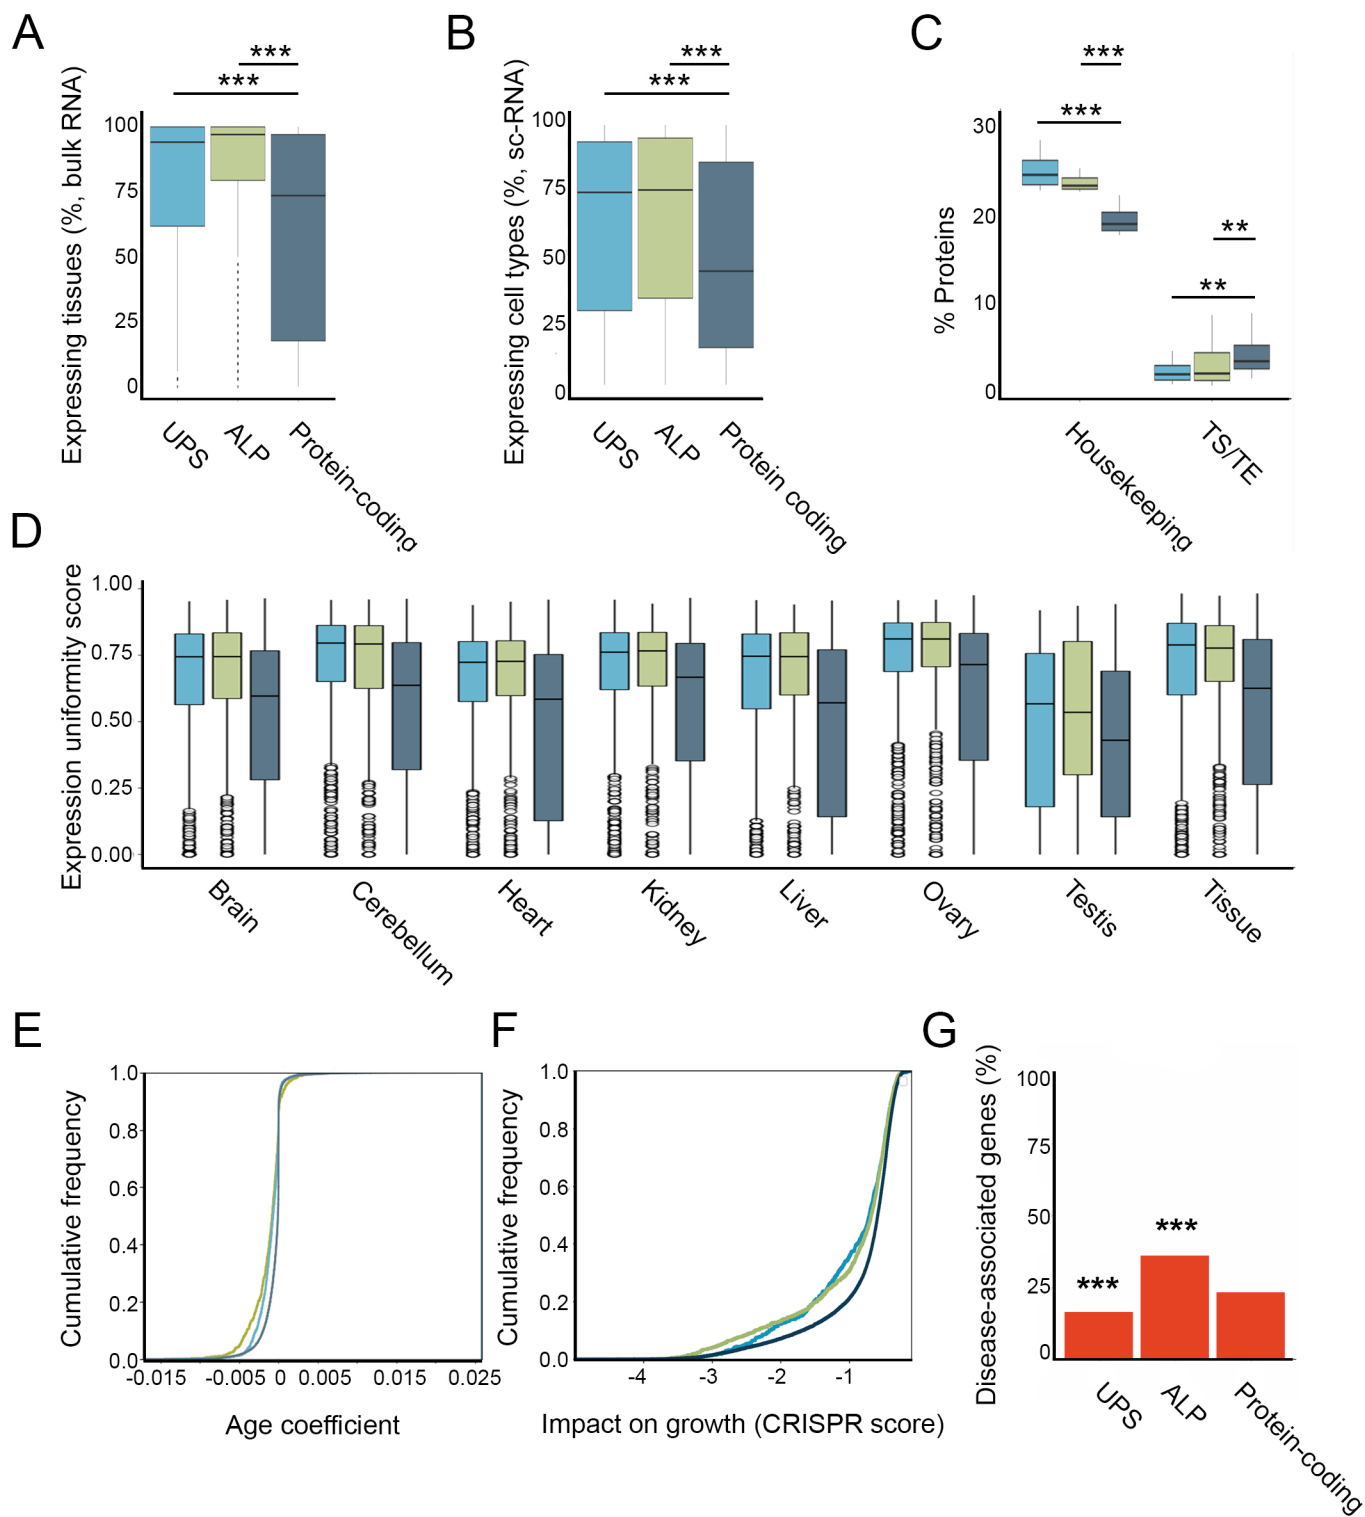 A
Expressing tissues (%, bulk RNA)
***
***
100
75
50
25
0
UPS
ALP
Protein-coding
B
Expressing cell types (%, sc-RNA)
***
***
100
75
50
25
0
UPS
ALP
Protein coding
C
% Proteins
***
***
**
**
30
20
10
0
Housekeeping
TS/TE
D
Expression uniformity score
1.00
0.75
0.50
0.25
0.00
Brain
Cerebellum
Heart
Kidney
Liver
Ovary
Testis
Tissue
E
Cumulative frequency
1.0
0.8
0.6
0.4
0.2
0.0
-0.015 -0.005 0 0.005 0.015 0.025
Age coefficient
F
Cumulative frequency
1.0
0.8
0.6
0.4
0.2
0.0
-4 -3 -2 -1
Impact on growth (CRISPR score)
G
Disease-associated genes (%)
100
75
50
25
0
***
***
UPS
ALP
Protein-coding